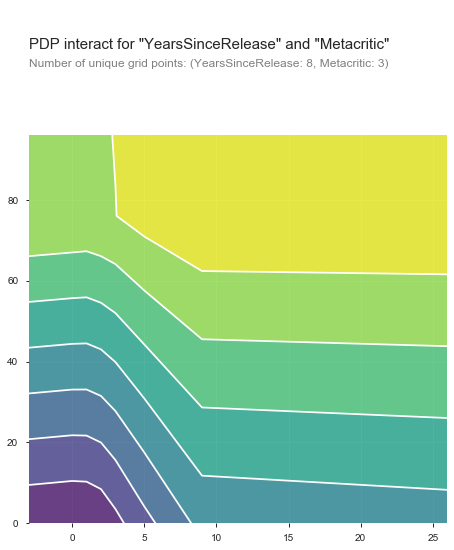 PDP interact for "YearsSinceRelease" and "Metacritic"
Number of unique grid points: (YearsSinceRelease: 8, Metacritic: 3)
80
60
40
20
0
0 5 10 15 20 25